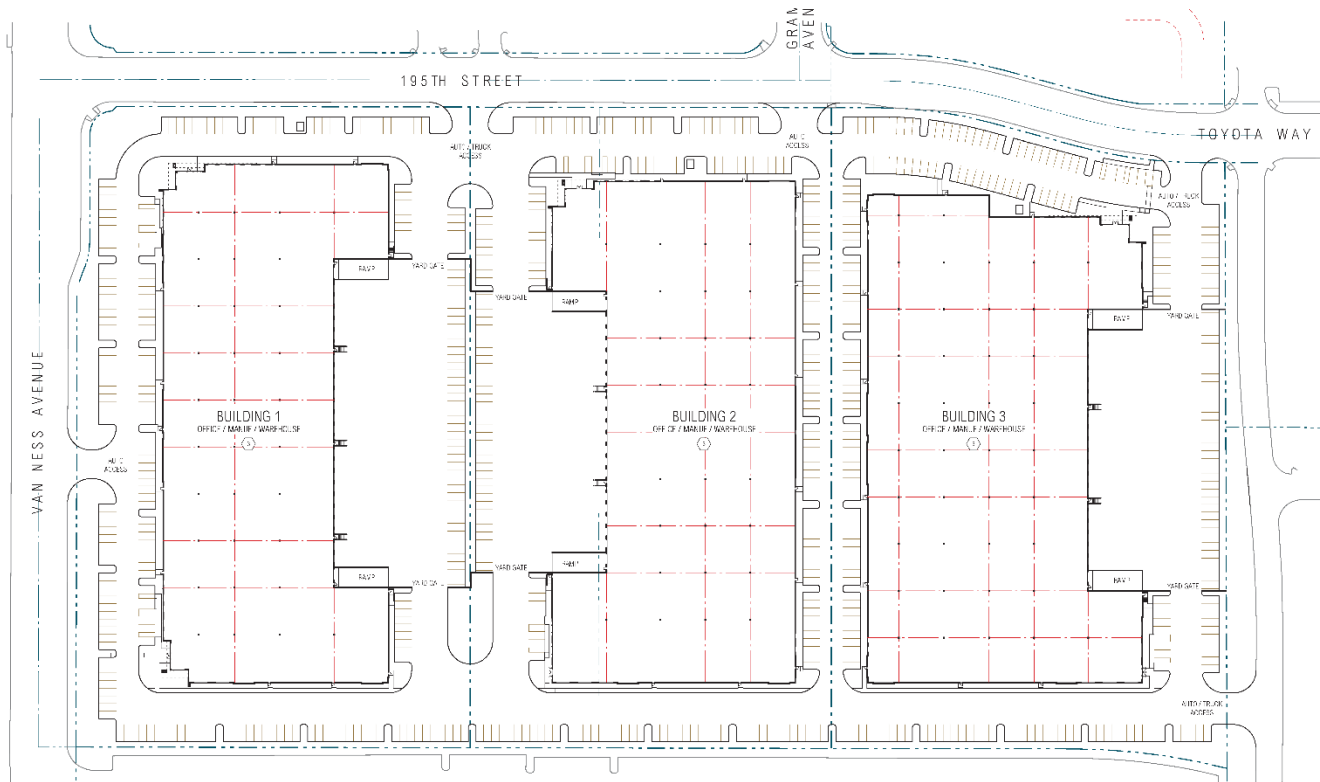 GRAM
AVEN
195TH STREET
TOYOTA WAY
AUTO / TRUCK
ACCESS
AUTO
ACCESS
AUTO / TRUCK
ACCESS
RAMP
YARD GATE
YARD GATE
RAMP
RAMP
YARD GATE
VAN NESS AVENUE
BUILDING 1
OFFICE / MANUF / WAREHOUSE
BUILDING 2
OFFICE / MANUF / WAREHOUSE
BUILDING 3
OFFICE / MANUF / WAREHOUSE
AUTO
ACCESS
RAMP
YARD GATE
YARD GATE
RAMP
RAMP
YARD GATE
AUTO / TRUCK
ACCESS